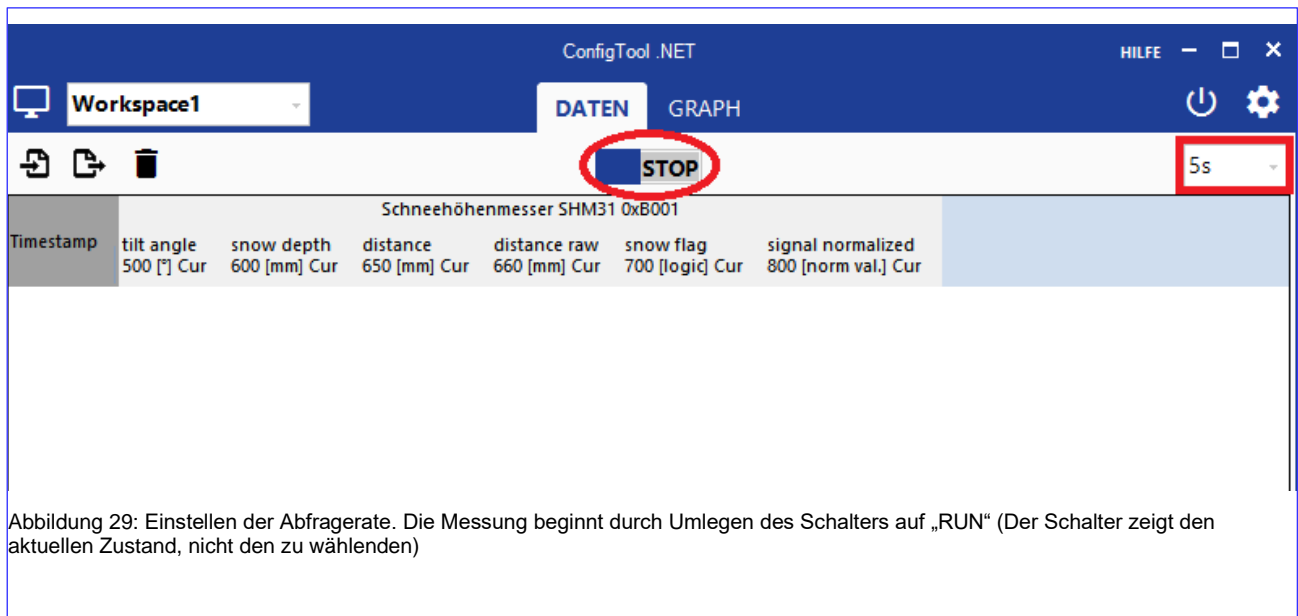 ConfigTool .NET
HILFE
Workspace1
DATEN
GRAPH
STOP
5s
Schneehöhenmesser SHM31 0xB001
Timestamp tilt angle snow depth distance distance raw snow flag signal normalized
500 [°] Cur 600 [mm] Cur 650 [mm] Cur 660 [mm] Cur 700 [logic] Cur 800 [norm val.] Cur
Abbildung 29: Einstellen der Abfragerate. Die Messung beginnt durch Umlegen des Schalters auf „RUN“ (Der Schalter zeigt den
aktuellen Zustand, nicht den zu wählenden)